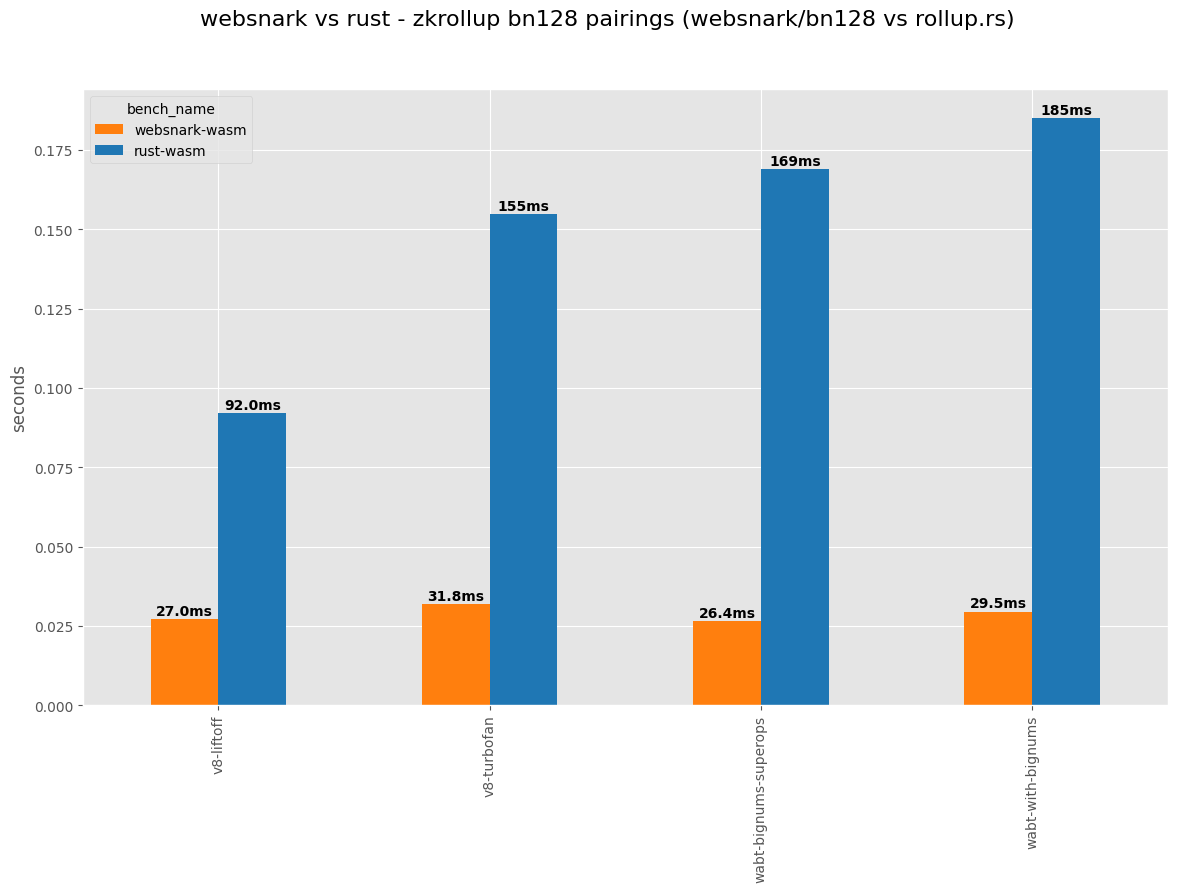 websnark vs rust - zkrollup bn128 pairings (websnark/bn128 vs rollup.rs)
bench_name
websnark-wasm
rust-wasm
seconds
0.175
0.150
0.125
0.100
0.075
0.050
0.025
0.000
27.0ms
92.0ms
31.8ms
155ms
26.4ms
169ms
29.5ms
185ms
v8-liftoff
v8-turbofan
wabt-bignums-superops
wabt-with-bignums